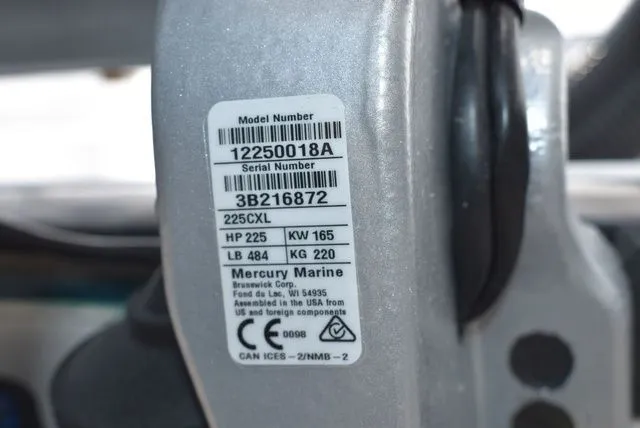 Model Number
12250018A
Serial Number
3B216872
225CXL
HP 225 KW 165
LB 484 KG 220
Mercury Marine
Brunswick Corp.
Fond du Lac, WI 54935
Assembled in the USA from
US and foreign components
CE 0098
CAN ICES-2/NMB-2